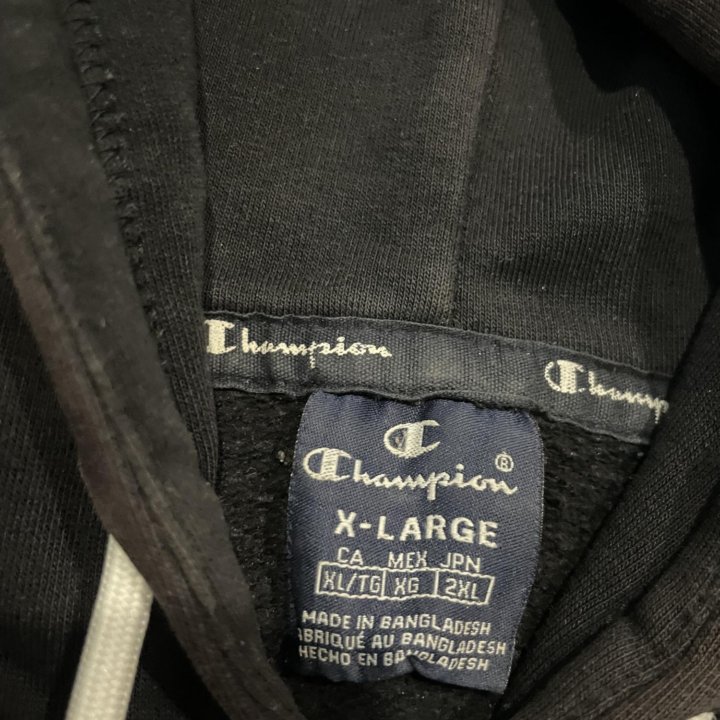 Champion Champion
Champion®
X-LARGE
CA MEX JPN
XL/TG XG 2XL
MADE IN BANGLADESH
ABRIQUÉ AU BANGLADESH
HECHO EN BANGLADESH